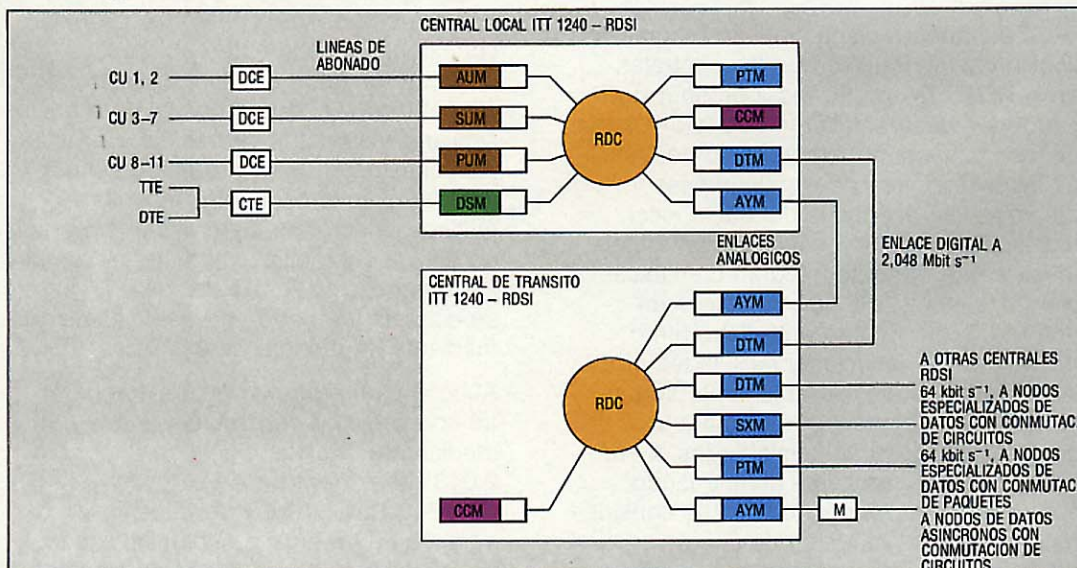 CENTRAL LOCAL ITT 1240 – RDSI
LINEAS DE
ABONADO
CU 1, 2
DCE
AUM
PTM
CU 3–7
DCE
SUM
RDC
CCM
CU 8–11
DCE
PUM
DTM
TTE
DTE
CTE
DSM
AYM
ENLACES
ANALOGICOS
ENLACE DIGITAL A
2,048 Mbit s⁻¹
CENTRAL DE TRANSITO
ITT 1240 – RDSI
AYM
DTM
RDC
DTM
SXM
PTM
CCM
AYM
M
A OTRAS CENTRALES
RDSI
64 kbit s⁻¹, A NODOS
ESPECIALIZADOS DE
DATOS CON CONMUTAC
DE CIRCUITOS
64 kbit s⁻¹, A NODOS
ESPECIALIZADOS DE
DATOS CON CONMUTAC
DE PAQUETES
A NODOS DE DATOS
ASINCRONOS CON
CONMUTACION DE
CIRCUITOS